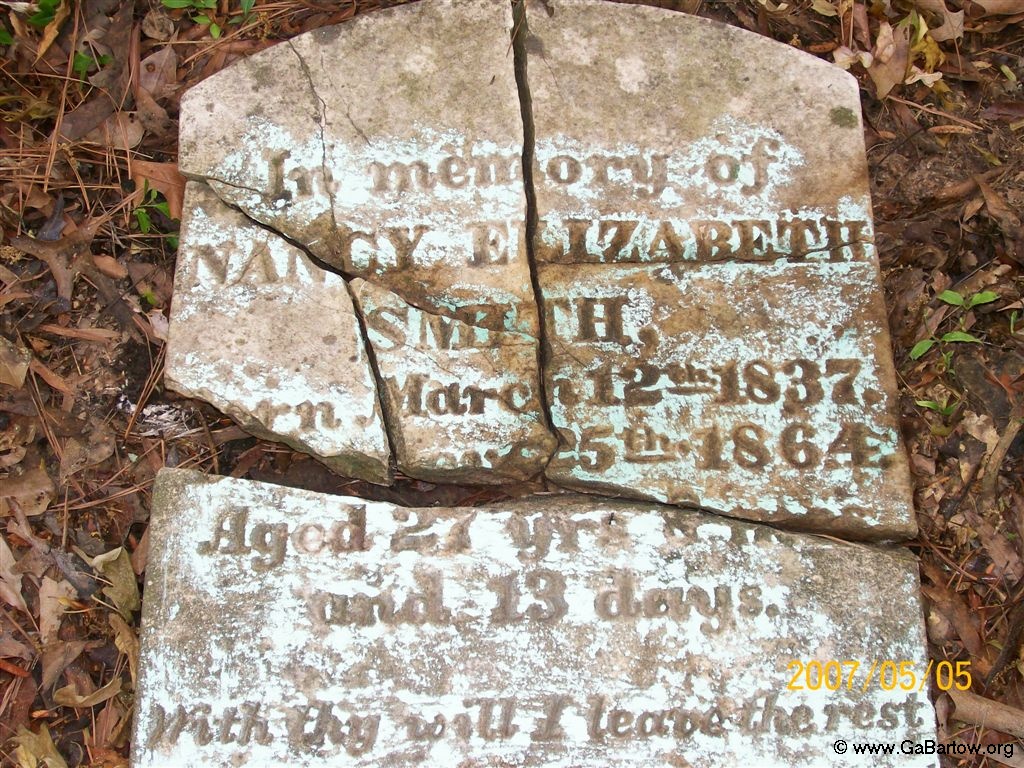 In memory of
NANCY ELIZABETH
SMITH,
Born March 12th 1837.
25th 1864.
Aged 27 yrs
and 13 days.
With thy will I leave the rest
2007/05/05
© www.GaBartow.org